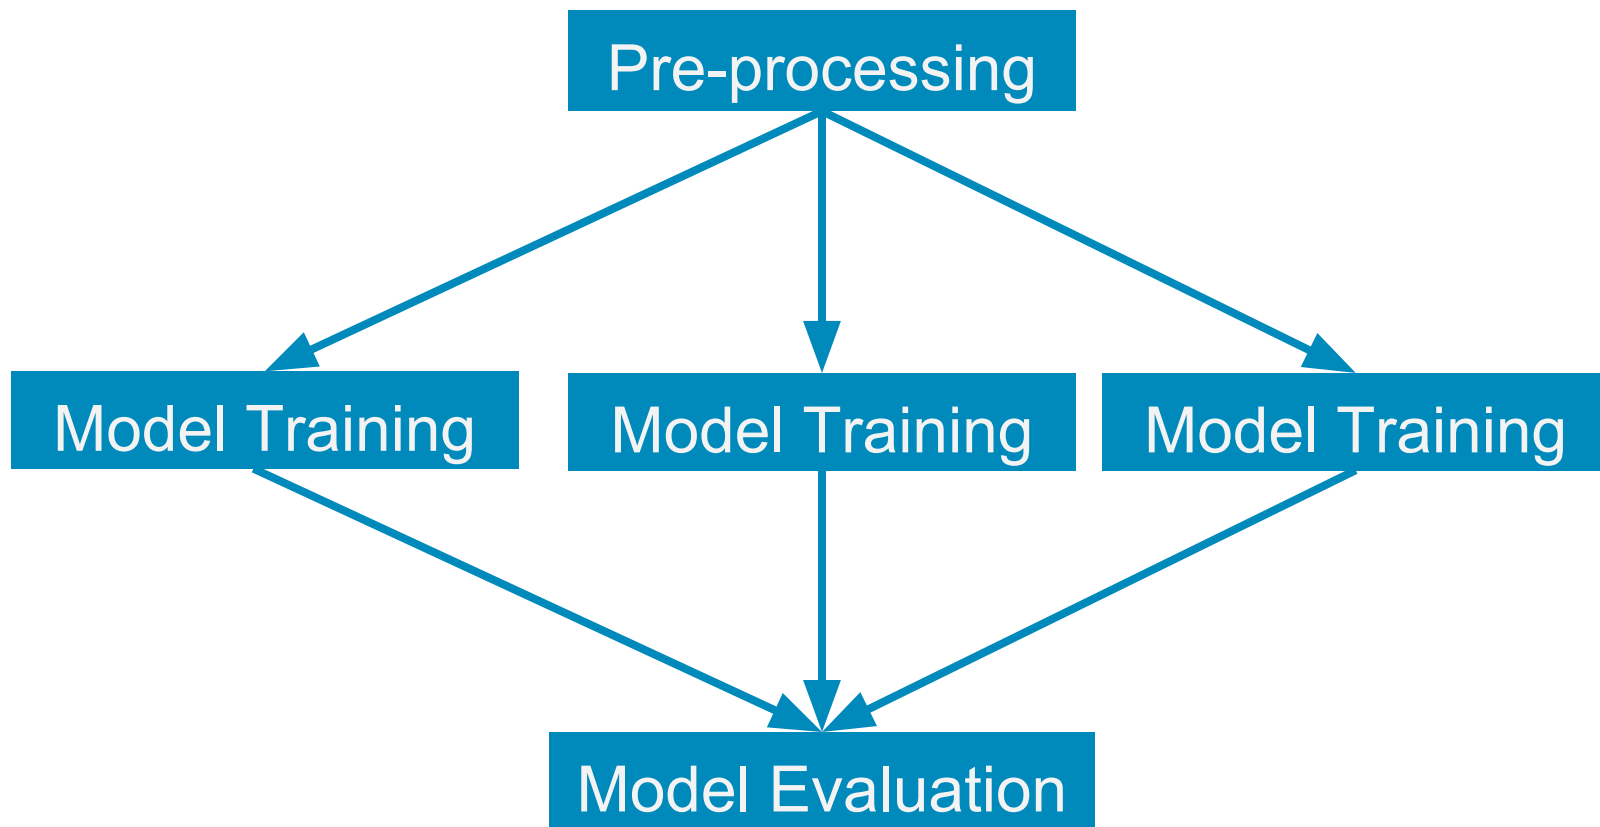 Pre-processing
Model Training
Model Training
Model Training
Model Evaluation